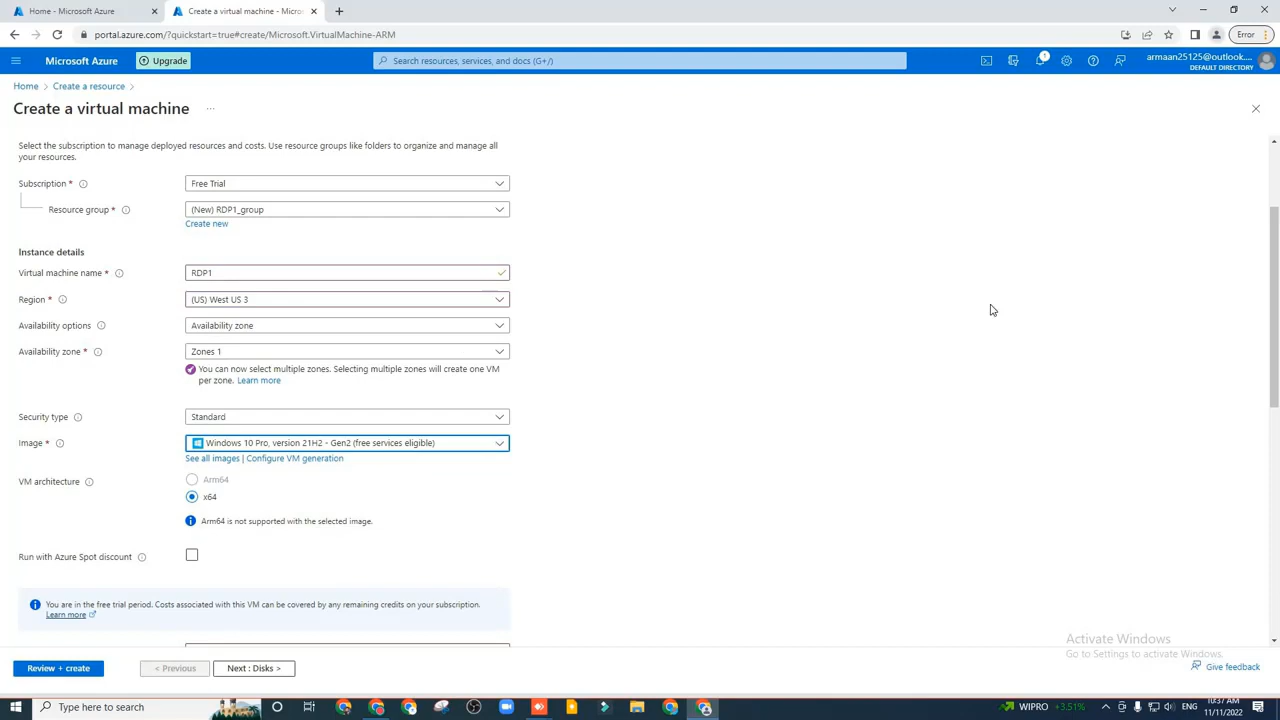 Home - Microsoft Azure
Create a virtual machine - Micro
portal.azure.com/?quickstart=true#create/Microsoft.VirtualMachine-ARM
Error
Microsoft Azure
Upgrade
Search resources, services, and docs (G+/)
1
armaan25125@outlook....
DEFAULT DIRECTORY
Home > Create a resource >
Create a virtual machine ...
Select the subscription to manage deployed resources and costs. Use resource groups like folders to organize and manage all
your resources.
Subscription *
Free Trial
Resource group *
(New) RDP1_group
Create new
Instance details
Virtual machine name *
RDP1
Region *
(US) West US 3
Availability options
Availability zone
Availability zone *
Zones 1
You can now select multiple zones. Selecting multiple zones will create one VM
per zone. Learn more
Security type
Standard
Image *
Windows 10 Pro, version 21H2 - Gen2 (free services eligible)
See all images | Configure VM generation
VM architecture
Arm64
x64
Arm64 is not supported with the selected image.
Run with Azure Spot discount
You are in the free trial period. Costs associated with this VM can be covered by any remaining credits on your subscription.
Learn more
Activate Windows
Go to Settings to activate Windows.
Review + create
< Previous
Next : Disks >
Give feedback
Type here to search
WIPRO +3.51%
ENG
10:37 AM
11/11/2022